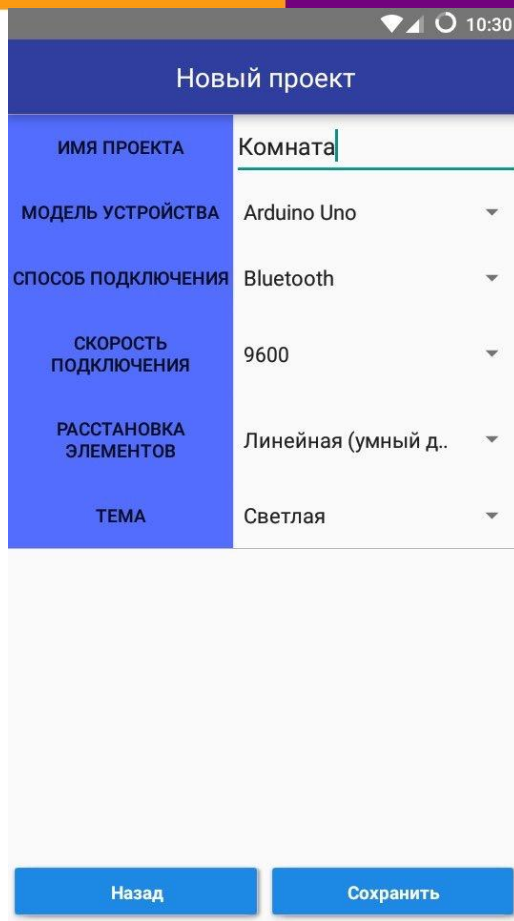 10:30
Новый проект
ИМЯ ПРОЕКТА
Комната
МОДЕЛЬ УСТРОЙСТВА
Arduino Uno
СПОСОБ ПОДКЛЮЧЕНИЯ
Bluetooth
СКОРОСТЬ
ПОДКЛЮЧЕНИЯ
9600
РАССТАНОВКА
ЭЛЕМЕНТОВ
Линейная (умный д..
ТЕМА
Светлая
Назад
Сохранить